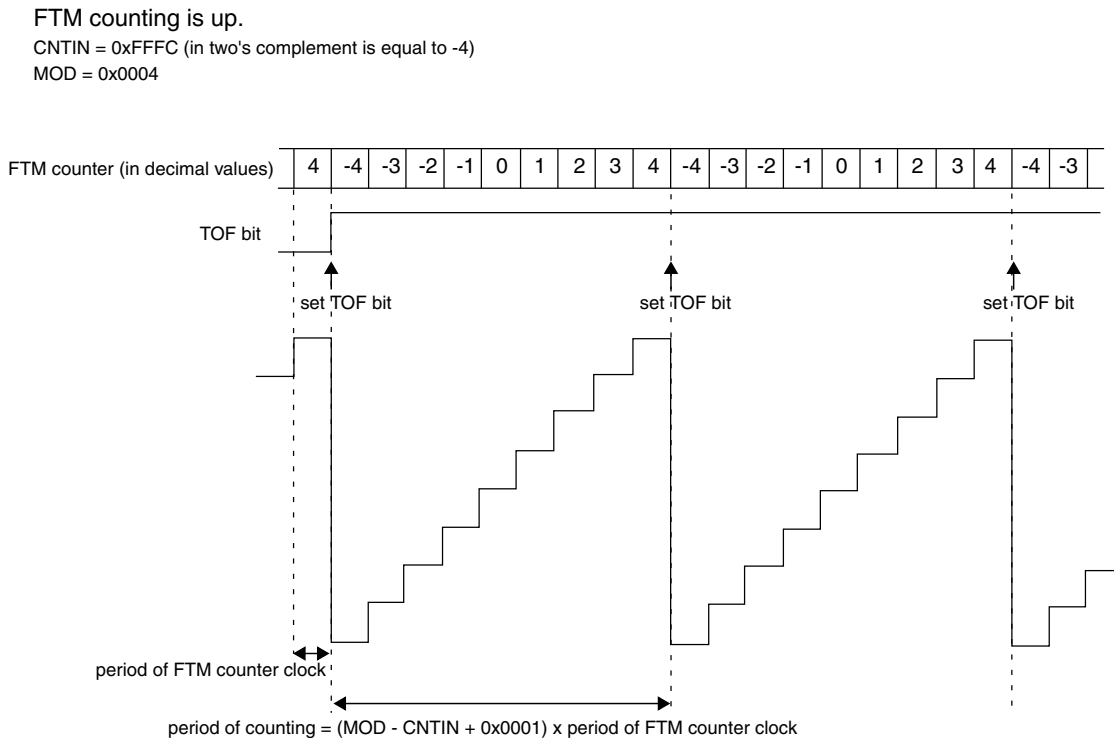 FTM counting is up.
CNTIN = 0xFFFC (in two's complement is equal to -4)
MOD = 0x0004
FTM counter (in decimal values) 4 -4 -3 -2 -1 0 1 2 3 4 -4 -3 -2 -1 0 1 2 3 4 -4 -3
TOF bit
set TOF bit set TOF bit set TOF bit
period of FTM counter clock
period of counting = (MOD - CNTIN + 0x0001) x period of FTM counter clock